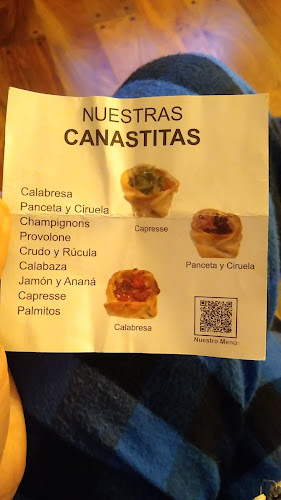 NUESTRAS
CANASTITAS
Calabresa
Panceta y Ciruela
Champignons
Provolone
Crudo y Rúcula
Calabaza
Jamón y Ananá
Capresse
Palmitos
Capresse
Panceta y Ciruela
Calabresa
Nuestro Menú